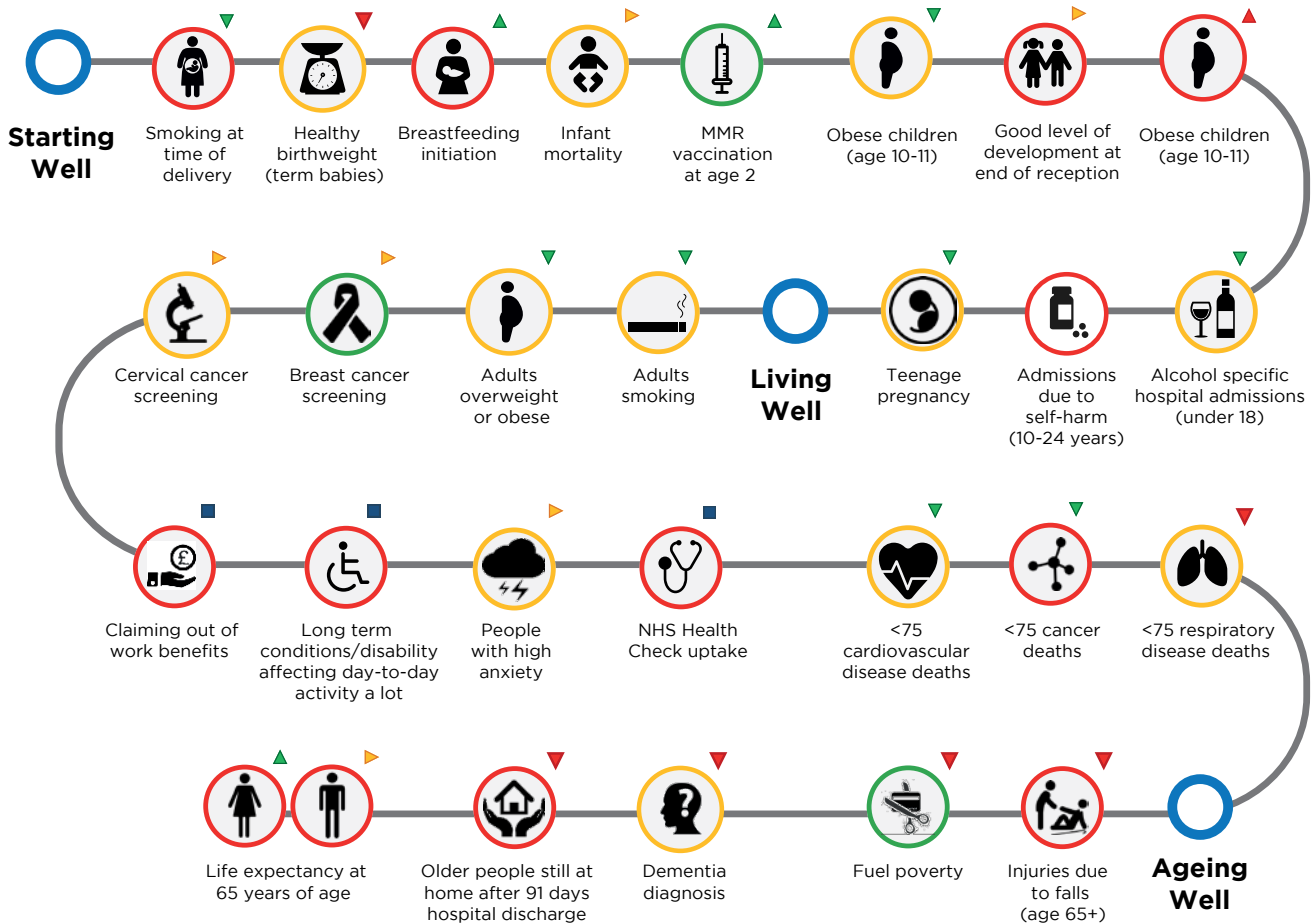 Starting
Well
Smoking at
time of
delivery
Healthy
birthweight
(term babies)
Breastfeeding
initiation
Infant
mortality
MMR
vaccination
at age 2
Obese children
(age 10-11)
Good level of
development at
end of reception
Obese children
(age 10-11)
Cervical cancer
screening
Breast cancer
screening
Adults
overweight
or obese
Adults
smoking
Living
Well
Teenage
pregnancy
Admissions
due to
self-harm
(10-24 years)
Alcohol specific
hospital admissions
(under 18)
£
Claiming out of
work benefits
Long term
conditions/disability
affecting day-to-day
activity a lot
People
with high
anxiety
NHS Health
Check uptake
<75
cardiovascular
disease deaths
<75 cancer
deaths
<75 respiratory
disease deaths
Life expectancy at
65 years of age
Older people still at
home after 91 days
hospital discharge
?
Dementia
diagnosis
Fuel poverty
Injuries due
to falls
(age 65+)
Ageing
Well